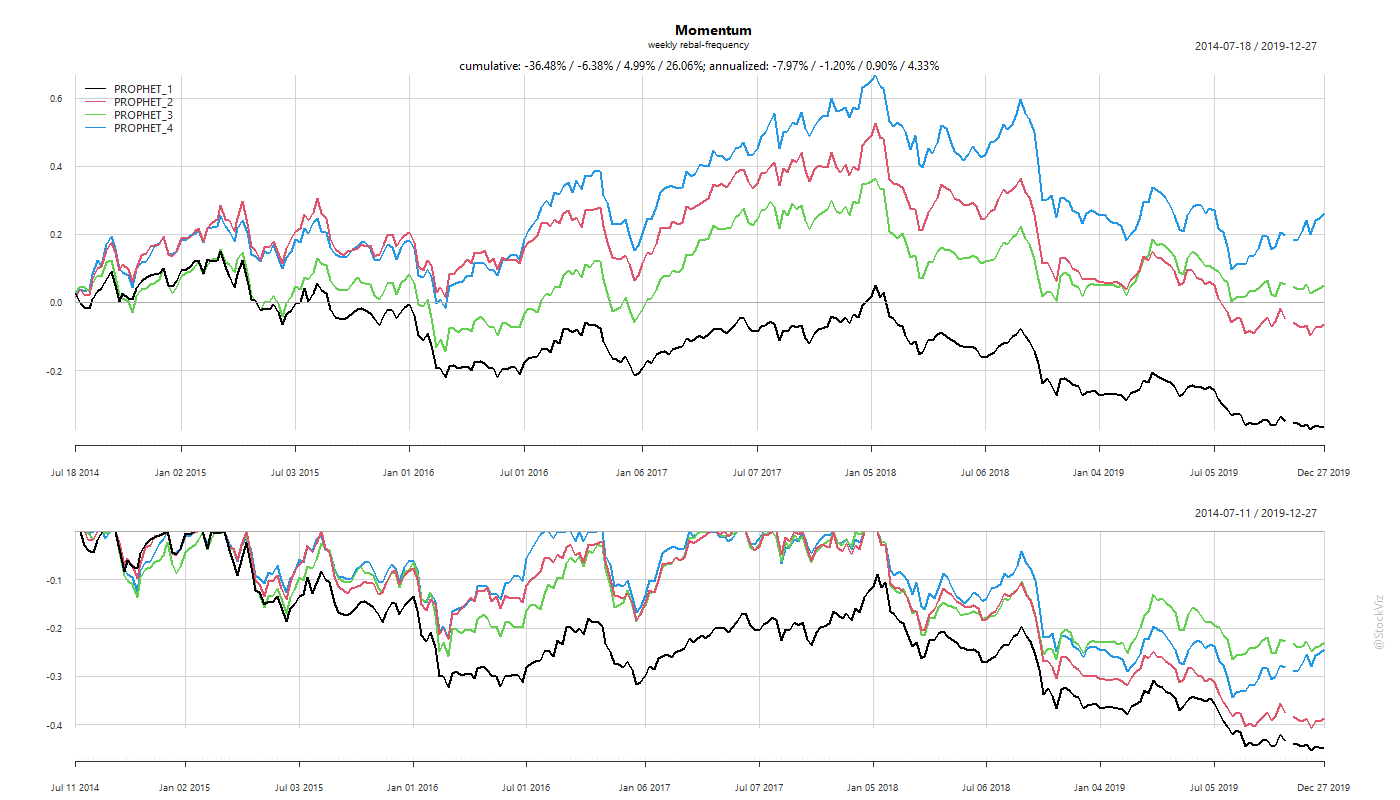 Momentum
weekly rebal-frequency
2014-07-18 / 2019-12-27
cumulative: -36.48% / -6.38% / 4.99% / 26.06%; annualized: -7.97% / -1.20% / 0.90% / 4.33%
PROPHET_1
PROPHET_2
PROPHET_3
PROPHET_4
0.6
0.4
0.2
0.0
-0.2
Jul 18 2014 Jan 02 2015 Jul 03 2015 Jan 01 2016 Jul 01 2016 Jan 06 2017 Jul 07 2017 Jan 05 2018 Jul 06 2018 Jan 04 2019 Jul 05 2019 Dec 27 2019
2014-07-11 / 2019-12-27
-0.1
-0.2
-0.3
-0.4
Jul 11 2014 Jan 02 2015 Jul 03 2015 Jan 01 2016 Jul 01 2016 Jan 06 2017 Jul 07 2017 Jan 05 2018 Jul 06 2018 Jan 04 2019 Jul 05 2019 Dec 27 2019
@StockViz